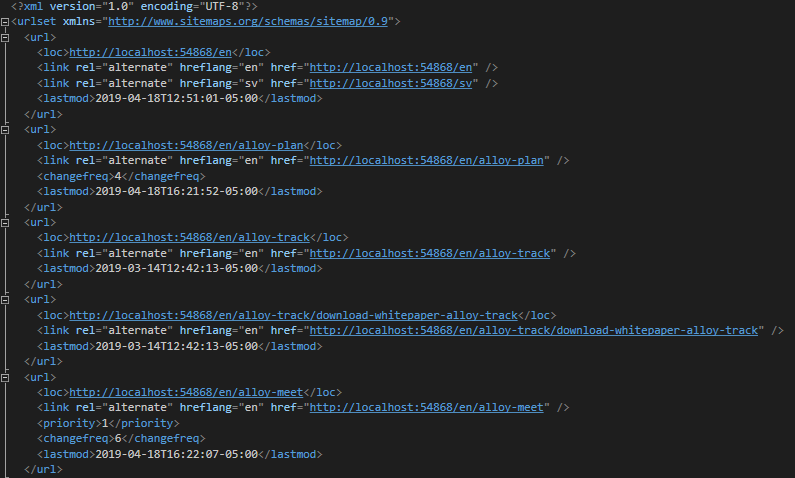 <?xml version="1.0" encoding="UTF-8"?>
<urlset xmlns="http://www.sitemaps.org/schemas/sitemap/0.9">
<url>
<loc>http://localhost:54868/en</loc>
<link rel="alternate" hreflang="en" href="http://localhost:54868/en" />
<link rel="alternate" hreflang="sv" href="http://localhost:54868/sv" />
<lastmod>2019-04-18T12:51:01-05:00</lastmod>
</url>
<url>
<loc>http://localhost:54868/en/alloy-plan</loc>
<link rel="alternate" hreflang="en" href="http://localhost:54868/en/alloy-plan" />
<changefreq>4</changefreq>
<lastmod>2019-04-18T16:21:52-05:00</lastmod>
</url>
<url>
<loc>http://localhost:54868/en/alloy-track</loc>
<link rel="alternate" hreflang="en" href="http://localhost:54868/en/alloy-track" />
<lastmod>2019-03-14T12:42:13-05:00</lastmod>
</url>
<url>
<loc>http://localhost:54868/en/alloy-track/download-whitepaper-alloy-track</loc>
<link rel="alternate" hreflang="en" href="http://localhost:54868/en/alloy-track/download-whitepaper-alloy-track" />
<lastmod>2019-03-14T12:42:13-05:00</lastmod>
</url>
<url>
<loc>http://localhost:54868/en/alloy-meet</loc>
<link rel="alternate" hreflang="en" href="http://localhost:54868/en/alloy-meet" />
<priority>1</priority>
<changefreq>6</changefreq>
<lastmod>2019-04-18T16:22:07-05:00</lastmod>
</url>